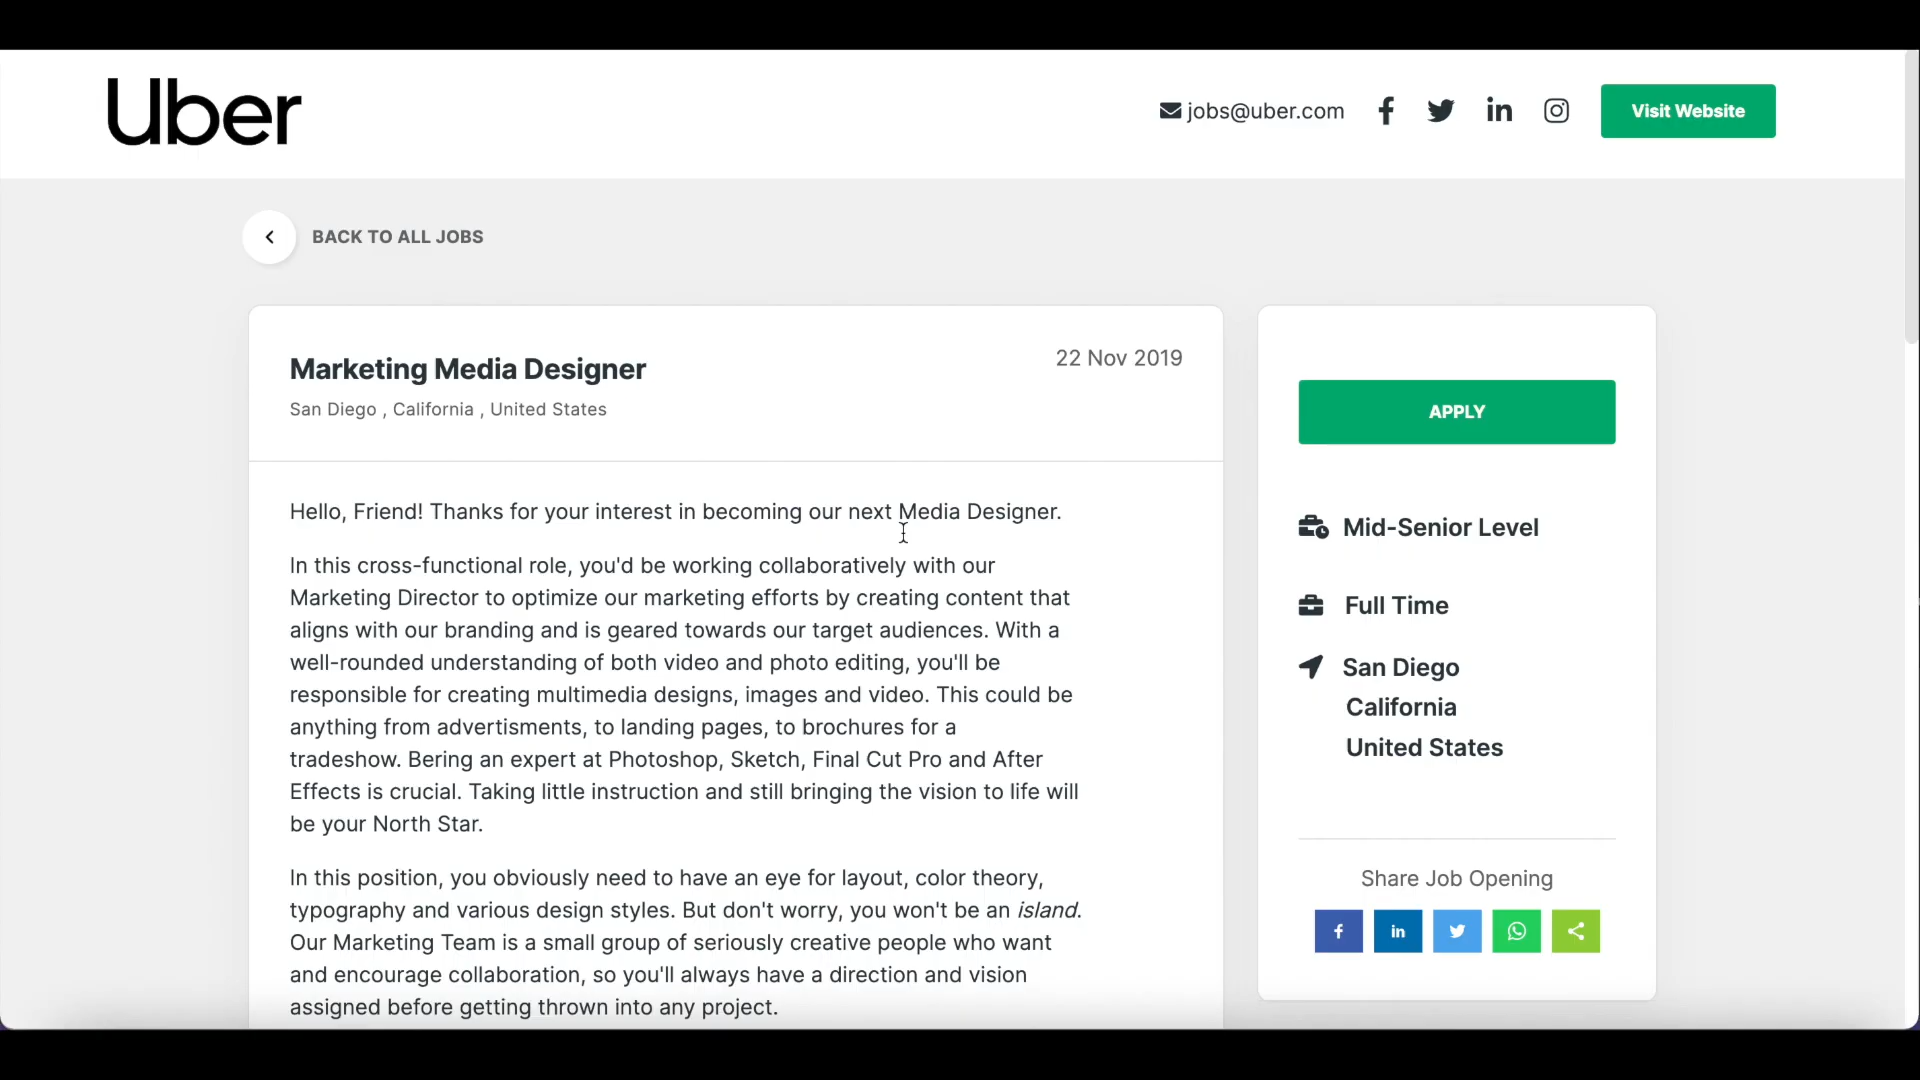 Uber
jobs@uber.com
Visit Website
BACK TO ALL JOBS
Marketing Media Designer
22 Nov 2019
San Diego , California , United States
Hello, Friend! Thanks for your interest in becoming our next Media Designer.
In this cross-functional role, you'd be working collaboratively with our
Marketing Director to optimize our marketing efforts by creating content that
aligns with our branding and is geared towards our target audiences. With a
well-rounded understanding of both video and photo editing, you'll be
responsible for creating multimedia designs, images and video. This could be
anything from advertisments, to landing pages, to brochures for a
tradeshow. Bering an expert at Photoshop, Sketch, Final Cut Pro and After
Effects is crucial. Taking little instruction and still bringing the vision to life will
be your North Star.
In this position, you obviously need to have an eye for layout, color theory,
typography and various design styles. But don't worry, you won't be an island.
Our Marketing Team is a small group of seriously creative people who want
and encourage collaboration, so you'll always have a direction and vision
assigned before getting thrown into any project.
APPLY
Mid-Senior Level
Full Time
San Diego
California
United States
Share Job Opening